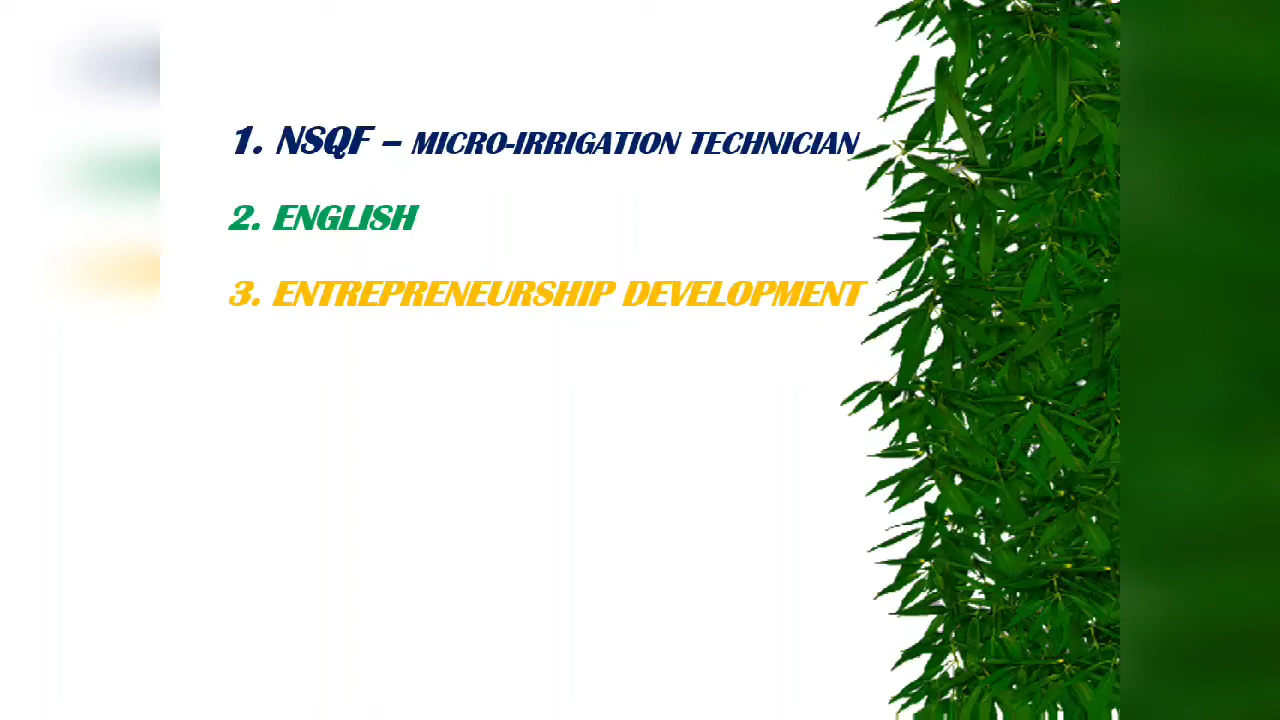 1. NSQF – MICRO-IRRIGATION TECHNICIAN
2. ENGLISH
3. ENTREPRENEURSHIP DEVELOPMENT